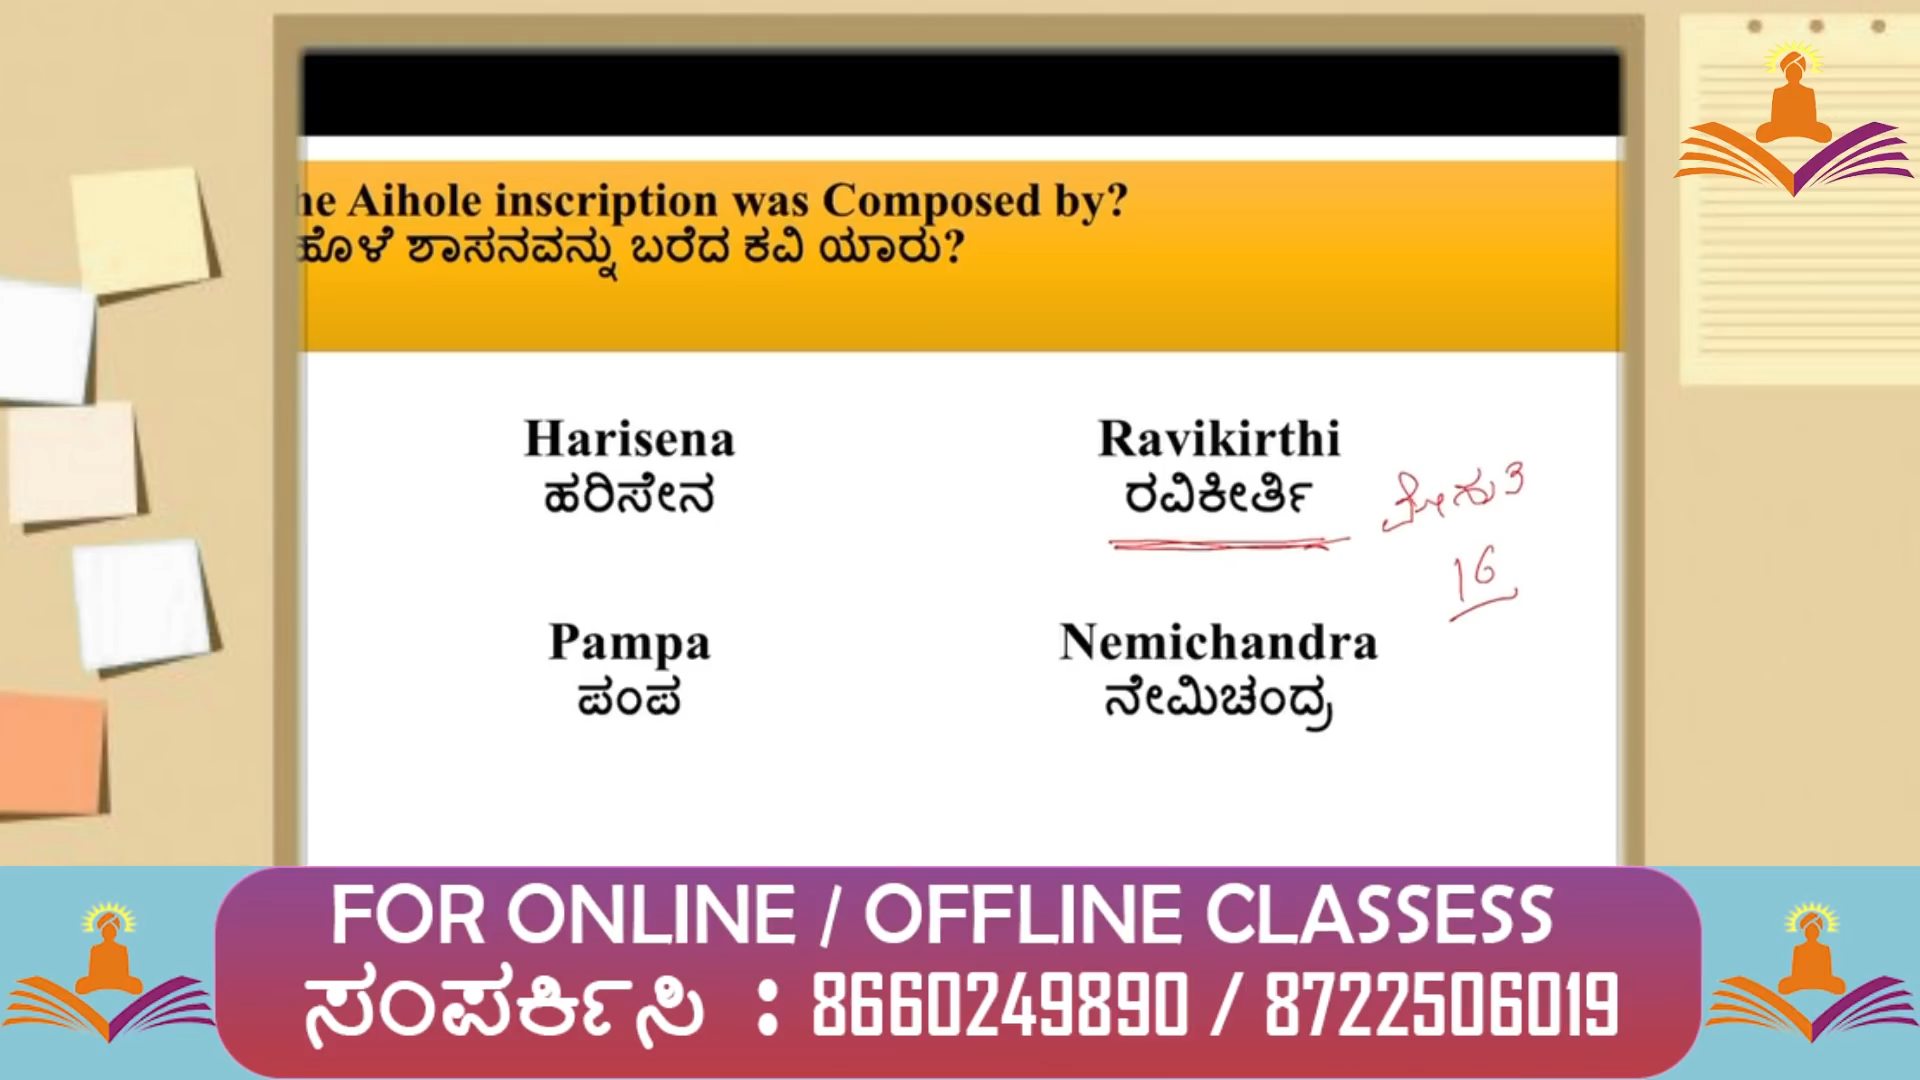 he Aihole inscription was Composed by?
ಹೊಳೆ ಶಾಸನವನ್ನು ಬರೆದ ಕವಿ ಯಾರು?
Harisena
ಹರಿಸೇನ
Ravikirthi
ರವಿಕೀರ್ತಿ
16
Pampa
ಪಂಪ
Nemichandra
ನೇಮಿಚಂದ್ರ
FOR ONLINE / OFFLINE CLASSESS
ಸಂಪರ್ಕಿಸಿ : 8660249890 / 8722506019